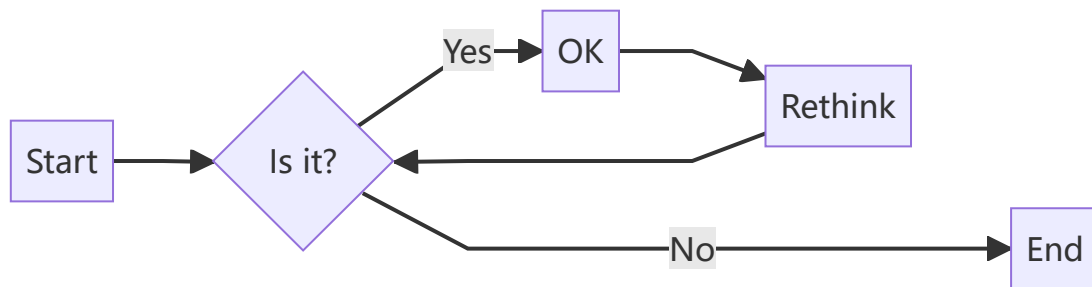 Start
Is it?
Yes
OK
Rethink
No
End